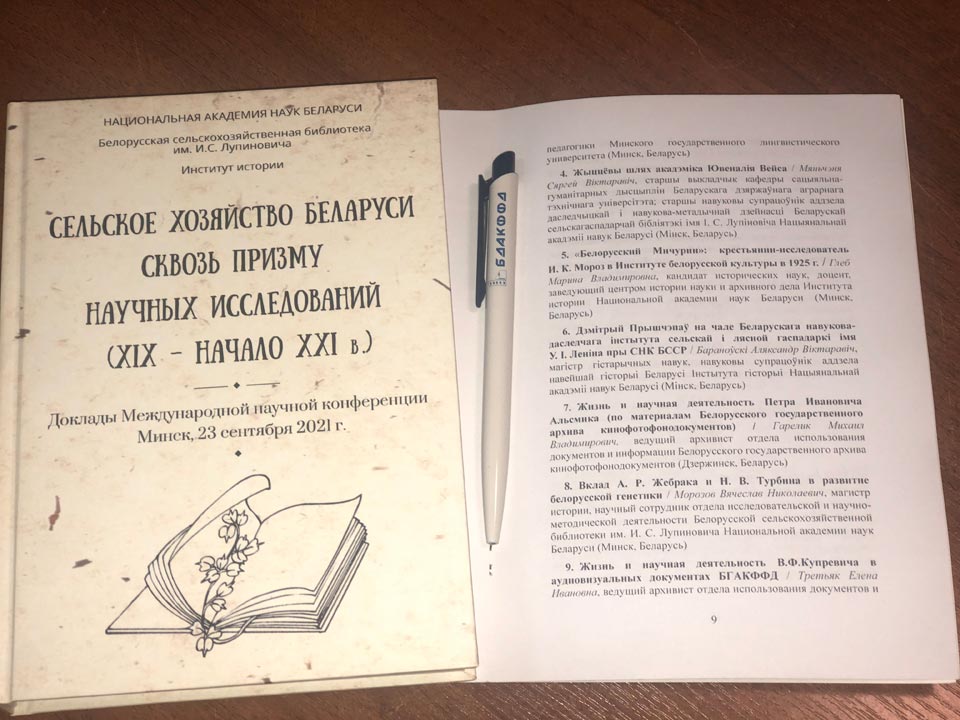 НАЦИОНАЛЬНАЯ АКАДЕМИЯ НАУК БЕЛАРУСИ
Белорусская сельскохозяйственная библиотека
им. И.С. Лупиновича
Институт истории
СЕЛЬСКОЕ ХОЗЯЙСТВО БЕЛАРУСИ
СКВОЗЬ ПРИЗМУ
НАУЧНЫХ ИССЛЕДОВАНИЙ
(XIX – НАЧАЛО XXI в.)
Доклады Международной научной конференции
Минск, 23 сентября 2021 г.
БДАКФФД
педагогики Минского государственного лингвистического
университета (Минск, Беларусь)
4. Жыццёвы шлях акадэміка Ювеналія Вейса / Мяньчэня
Сяргей Віктаравіч, старшы выкладчык кафедры сацыяльна-
гуманітарных дысцыплін Беларускага дзяржаўнага аграрнага
тэхнічнага універсітэта; старшы навуковы супрацоўнік аддзела
даследчыцкай і навукова-метадычнай дзейнасці Беларускай
сельскагаспадарчай бібліятэкі імя І. С. Лупіновіча Нацыянальнай
акадэміі навук Беларусі (Мінск, Беларусь)
5. «Белорусский Мичурин»: крестьянин-исследователь
И. К. Мороз в Институте белорусской культуры в 1925 г. / Глеб
Марина Владимировна, кандидат исторических наук, доцент,
заведующий центром истории науки и архивного дела Института
истории Национальной академии наук Беларуси (Минск,
Беларусь)
6. Дзмітрый Прышчэпаў на чале Беларускага навукова-
даследчага інстытута сельскай і лясной гаспадаркі імя
У. І. Леніна пры СНК БССР / Бараноўскі Аляксандр Віктаравіч,
магістр гістарычных навук, навуковы супрацоўнік аддзела
навейшай гісторыі Беларусі Інстытута гісторыі Нацыянальнай
акадэміі навук Беларусі (Мінск, Беларусь)
7. Жизнь и научная деятельность Петра Ивановича
Альсмика (по материалам Белорусского государственного
архива кинофотофонодокументов) / Гарелик Михаил
Владимирович, ведущий архивист отдела использования
документов и информации Белорусского государственного архива
кинофотофонодокументов (Дзержинск, Беларусь)
8. Вклад А. Р. Жебрака и Н. В. Турбина в развитие
белорусской генетики / Морозов Вячеслав Николаевич, магистр
истории, научный сотрудник отдела исследовательской и научно-
методической деятельности Белорусской сельскохозяйственной
библиотеки им. И. С. Лупиновича Национальной академии наук
Беларуси (Минск, Беларусь)
9. Жизнь и научная деятельность В.Ф.Купревича в
аудиовизуальных документах БГАКФФД / Третьяк Елена
Ивановна, ведущий архивист отдела использования документов и
9